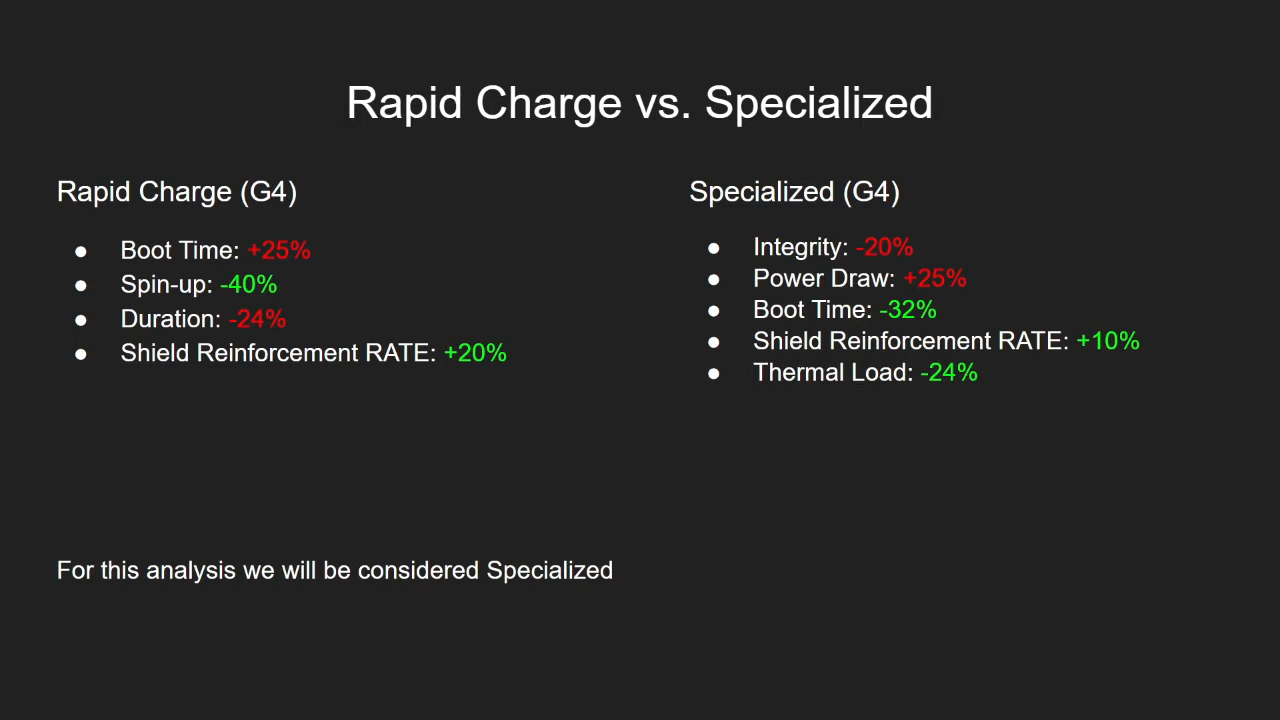 Rapid Charge vs. Specialized
Rapid Charge (G4)
● Boot Time: +25%
● Spin-up: -40%
● Duration: -24%
● Shield Reinforcement RATE: +20%
Specialized (G4)
● Integrity: -20%
● Power Draw: +25%
● Boot Time: -32%
● Shield Reinforcement RATE: +10%
● Thermal Load: -24%
For this analysis we will be considered Specialized